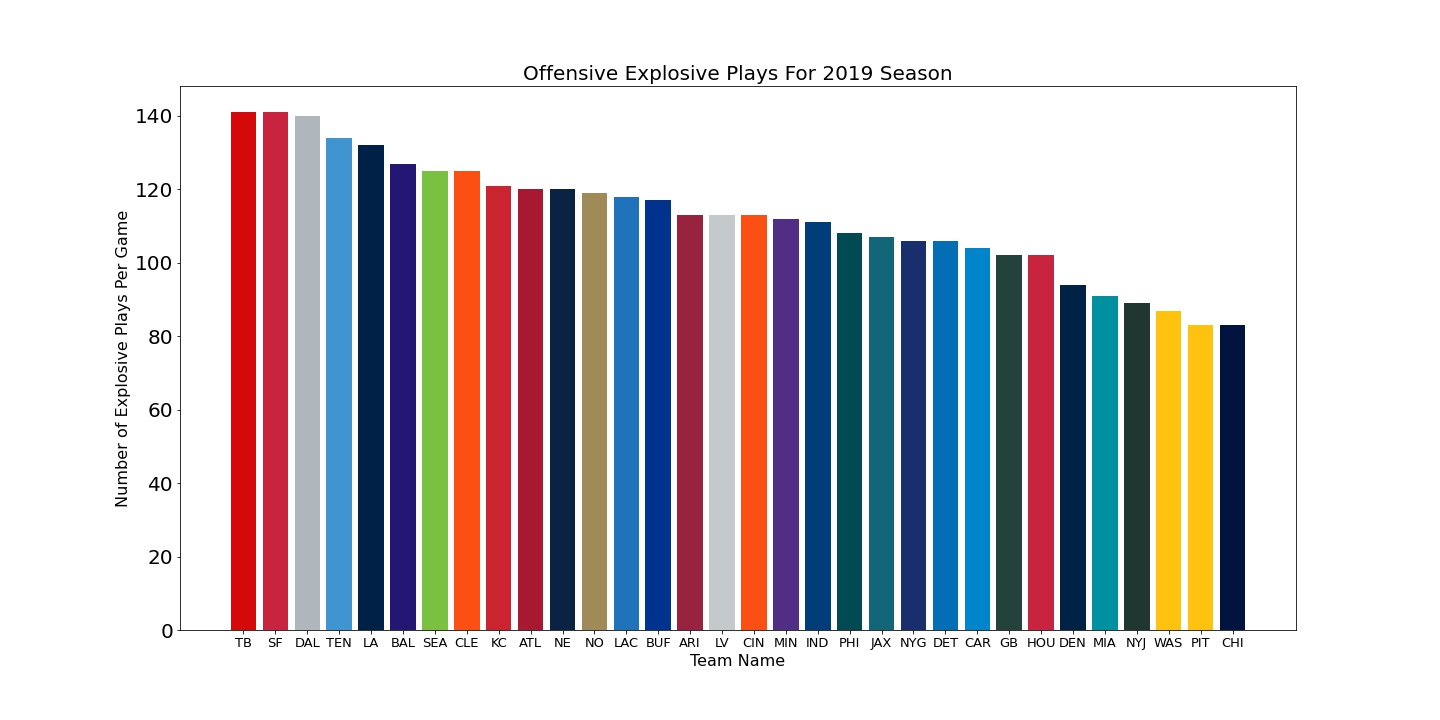 Offensive Explosive Plays For 2019 Season
Number of Explosive Plays Per Game
140
120
100
80
60
40
20
0
TB SF DAL TEN LA BAL SEA CLE KC ATL NE NO LAC BUF ARI LV CIN MIN IND PHI JAX NYG DET CAR GB HOU DEN MIA NYJ WAS PIT CHI
Team Name